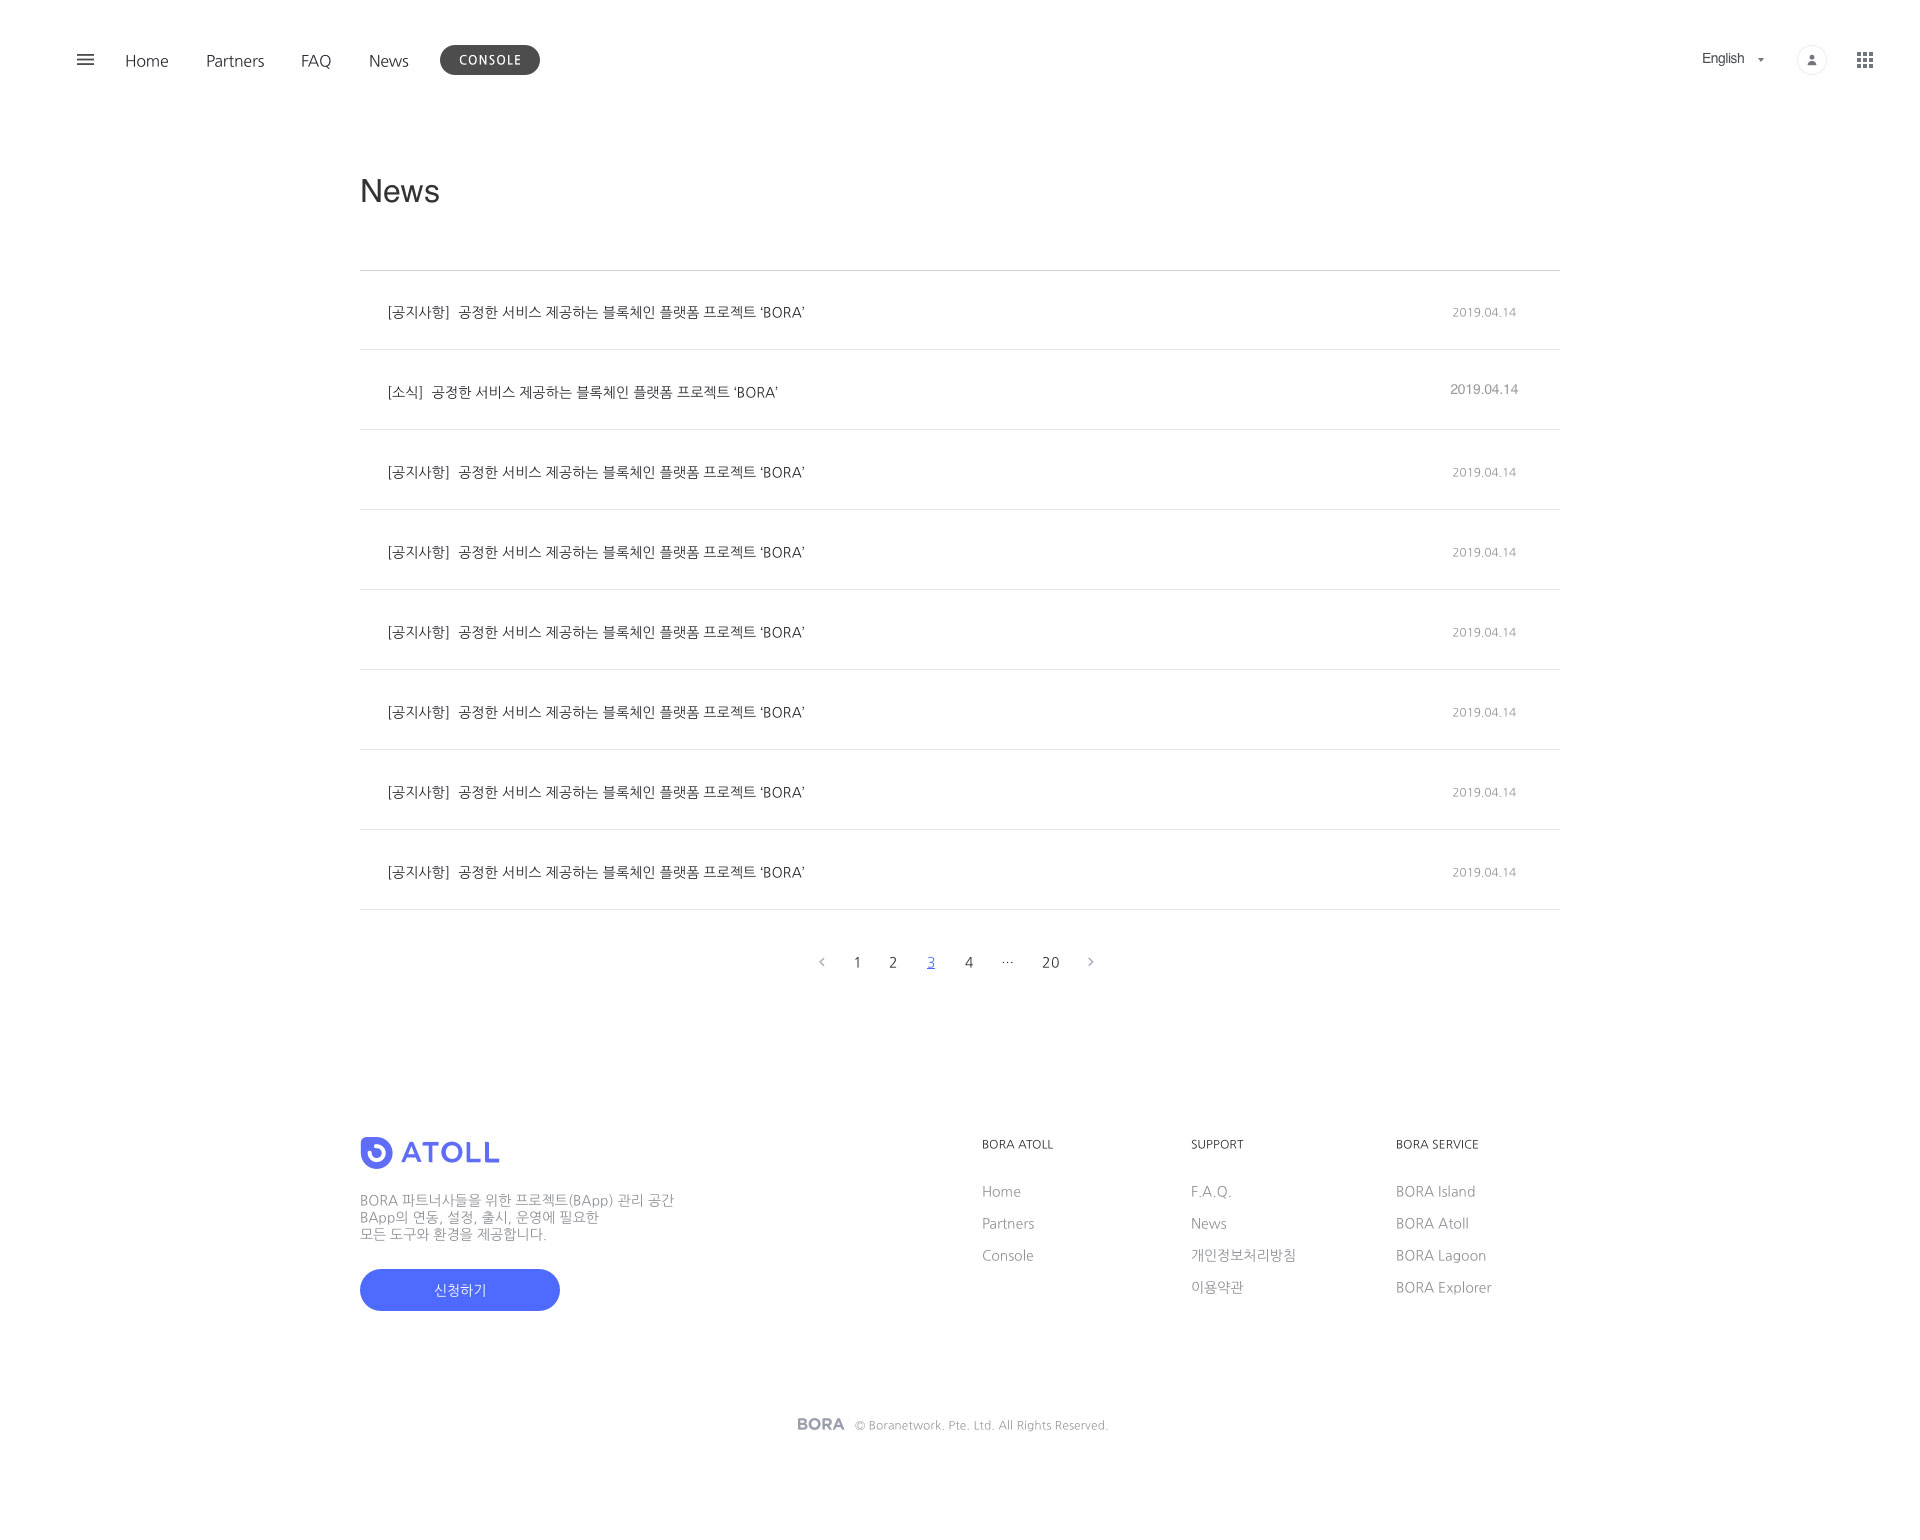 Home Partners FAQ News CONSOLE English
News
[공지사항] 공정한 서비스 제공하는 블록체인 플랫폼 프로젝트 ‘BORA’ 2019.04.14
[소식] 공정한 서비스 제공하는 블록체인 플랫폼 프로젝트 ‘BORA’ 2019.04.14
[공지사항] 공정한 서비스 제공하는 블록체인 플랫폼 프로젝트 ‘BORA’ 2019.04.14
[공지사항] 공정한 서비스 제공하는 블록체인 플랫폼 프로젝트 ‘BORA’ 2019.04.14
[공지사항] 공정한 서비스 제공하는 블록체인 플랫폼 프로젝트 ‘BORA’ 2019.04.14
[공지사항] 공정한 서비스 제공하는 블록체인 플랫폼 프로젝트 ‘BORA’ 2019.04.14
[공지사항] 공정한 서비스 제공하는 블록체인 플랫폼 프로젝트 ‘BORA’ 2019.04.14
[공지사항] 공정한 서비스 제공하는 블록체인 플랫폼 프로젝트 ‘BORA’ 2019.04.14
1 2 3 4 ··· 20
ATOLL
BORA 파트너사들을 위한 프로젝트(BApp) 관리 공간
BApp의 연동, 설정, 출시, 운영에 필요한
모든 도구와 환경을 제공합니다.
신청하기
BORA ATOLL
Home
Partners
Console
SUPPORT
F.A.Q.
News
개인정보처리방침
이용약관
BORA SERVICE
BORA Island
BORA Atoll
BORA Lagoon
BORA Explorer
BORA © Boranetwork. Pte. Ltd. All Rights Reserved.